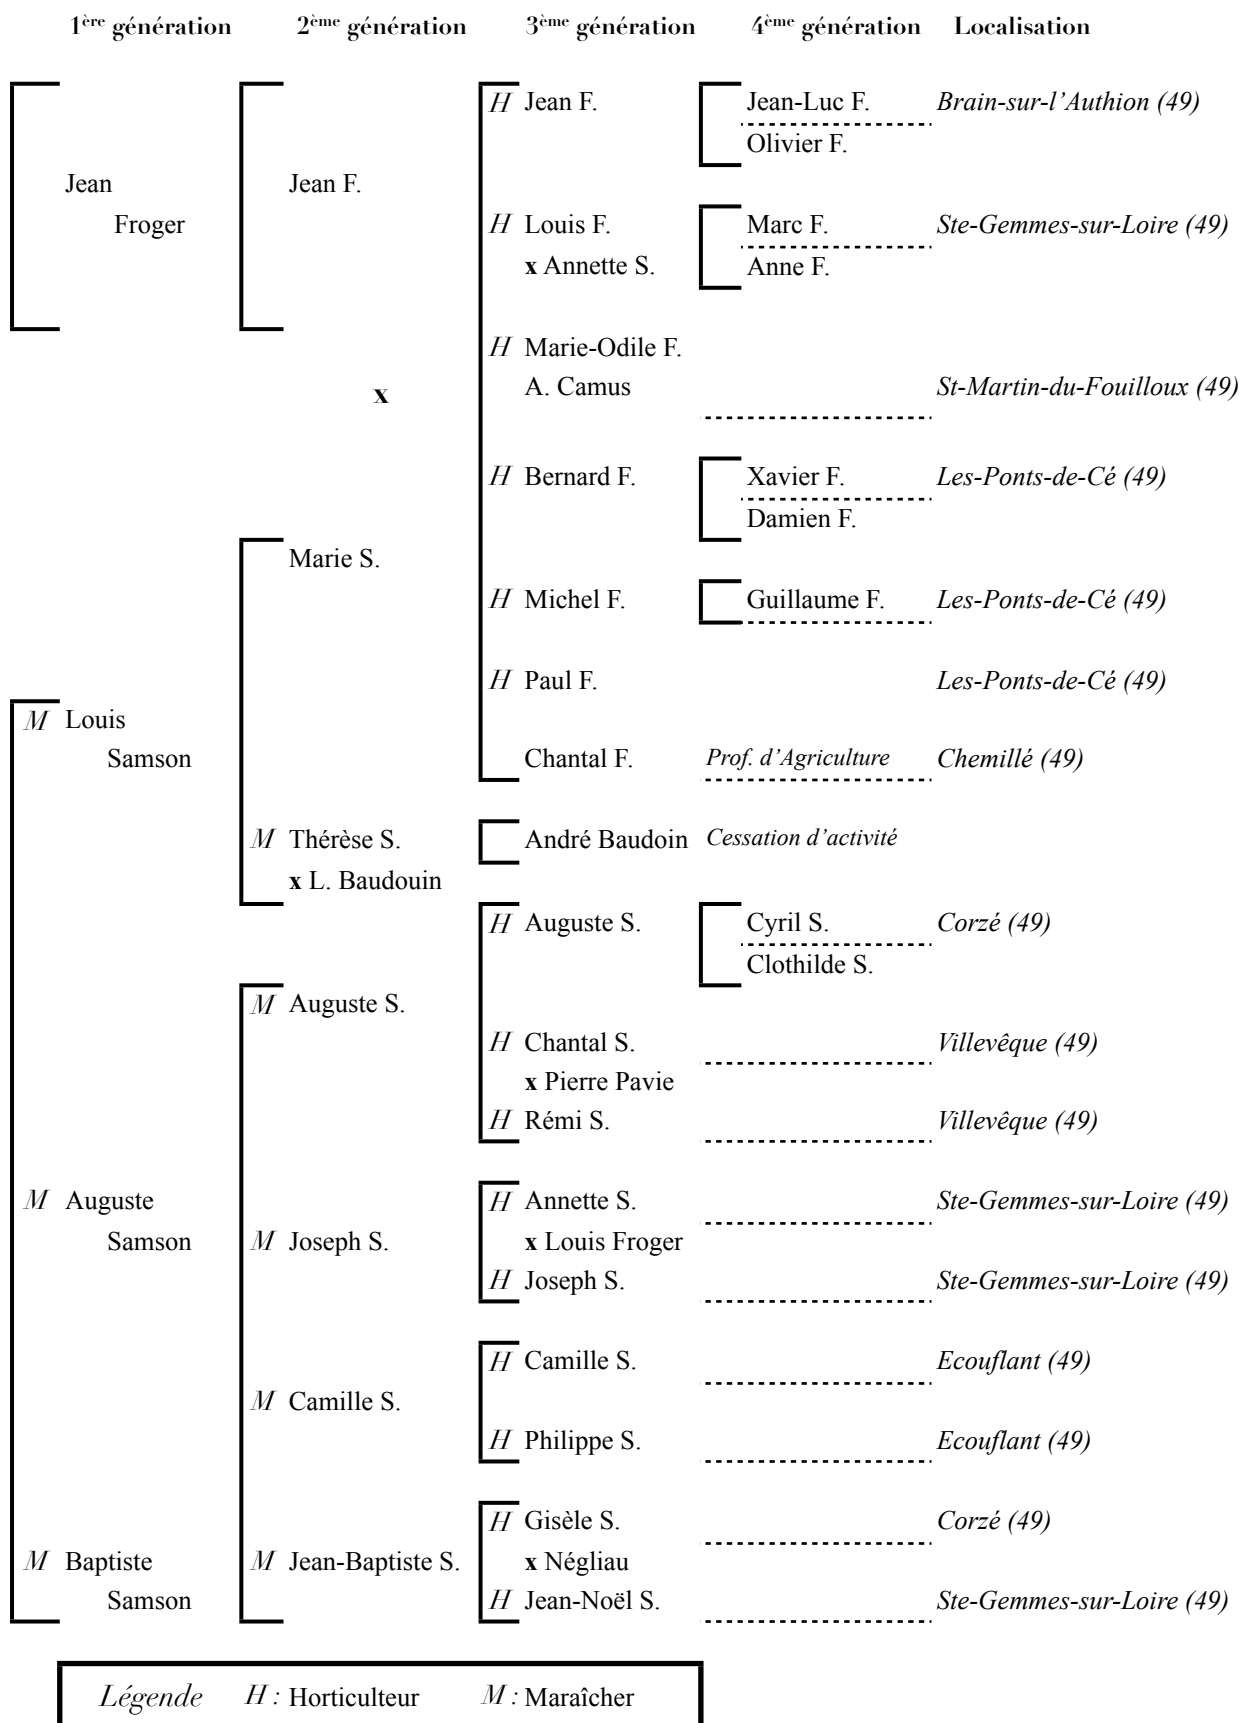 1ère génération 2ème génération 3ème génération 4ème génération Localisation
H Jean F. Jean-Luc F. Brain-sur-l’Authion (49)
Olivier F.
Jean Jean F.
Froger H Louis F. Marc F. Ste-Gemmes-sur-Loire (49)
x Annette S. Anne F.
H Marie-Odile F.
x A. Camus St-Martin-du-Fouilloux (49)
H Bernard F. Xavier F. Les-Ponts-de-Cé (49)
Damien F.
Marie S.
H Michel F. Guillaume F. Les-Ponts-de-Cé (49)
H Paul F. Les-Ponts-de-Cé (49)
M Louis
Samson Chantal F. Prof. d’Agriculture Chemillé (49)
M Thérèse S. André Baudoin Cessation d’activité
x L. Baudouin
H Auguste S. Cyril S. Corzé (49)
Clothilde S.
M Auguste S.
H Chantal S. Villevêque (49)
x Pierre Pavie
H Rémi S. Villevêque (49)
M Auguste H Annette S. Ste-Gemmes-sur-Loire (49)
Samson M Joseph S. x Louis Froger
H Joseph S. Ste-Gemmes-sur-Loire (49)
H Camille S. Ecouflant (49)
M Camille S.
H Philippe S. Ecouflant (49)
H Gisèle S. Corzé (49)
M Baptiste M Jean-Baptiste S. x Négliau
Samson H Jean-Noël S. Ste-Gemmes-sur-Loire (49)
Légende H : Horticulteur M : Maraîcher